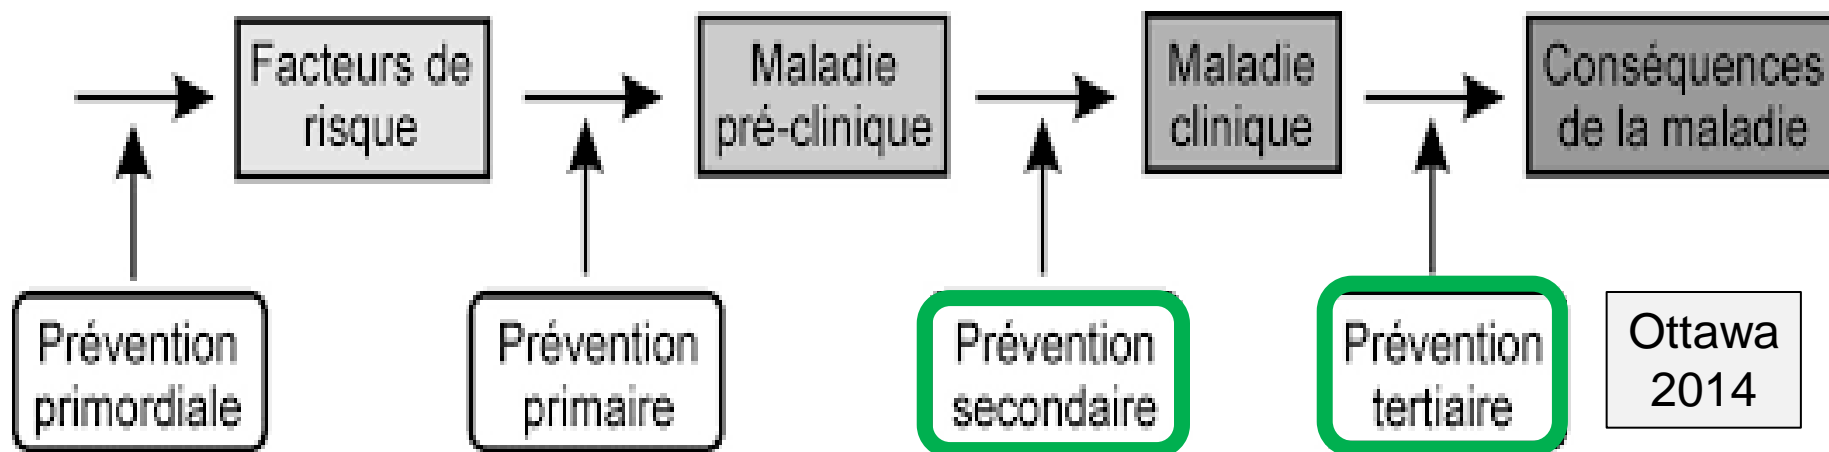 Facteurs de
risque
Maladie
pré-clinique
Maladie
clinique
Conséquences
de la maladie
Prévention
primordiale
Prévention
primaire
Prévention
secondaire
Prévention
tertiaire
Ottawa
2014